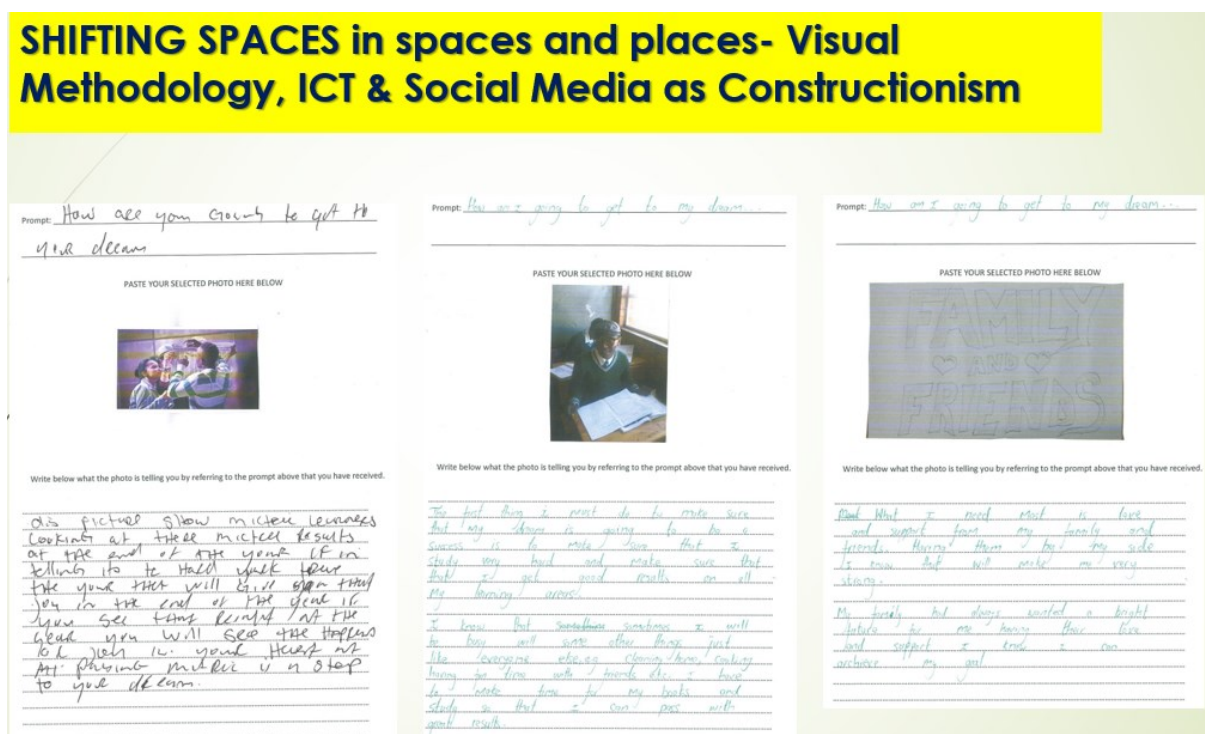 SHIFTING SPACES in spaces and places- Visual
Methodology, ICT & Social Media as Constructionism
Prompt: How are your to get to
your dream
PASTE YOUR SELECTED PHOTO HERE BELOW
Write below what the photo is telling you by referring to the prompt above that you have received.
picture show learners
Looking at results
at the end of the
telling Hard
the will
in the end of the year if
you see at the
you will see the
in your Heart
step
to dream.
Prompt: How am I going to get to my dream...
PASTE YOUR SELECTED PHOTO HERE BELOW
Write below what the photo is telling you by referring to the prompt above that you have received.
The first thing I must do to make sure
that my dream is going to be a
success is to make sure that I
study very hard and make sure that
that I get good results on all
my learning areas.
I know that sometimes I will
be busy with some other things just
like everyone else.eg cleaning home, cooking
having fun time with friends etc. I have
to make time for my books and
study so that I can pass with
good results.
Prompt: How am I going to get to my dream...
PASTE YOUR SELECTED PHOTO HERE BELOW
FAMILY
AND
FRIENDS
Write below what the photo is telling you by referring to the prompt above that you have received.
What I need most is love
and support from my family and
friends. Having them by my side
I know that will make me very
strong.
My family had always wanted a bright
future for me having their love
and support I know I can
archieve my goal